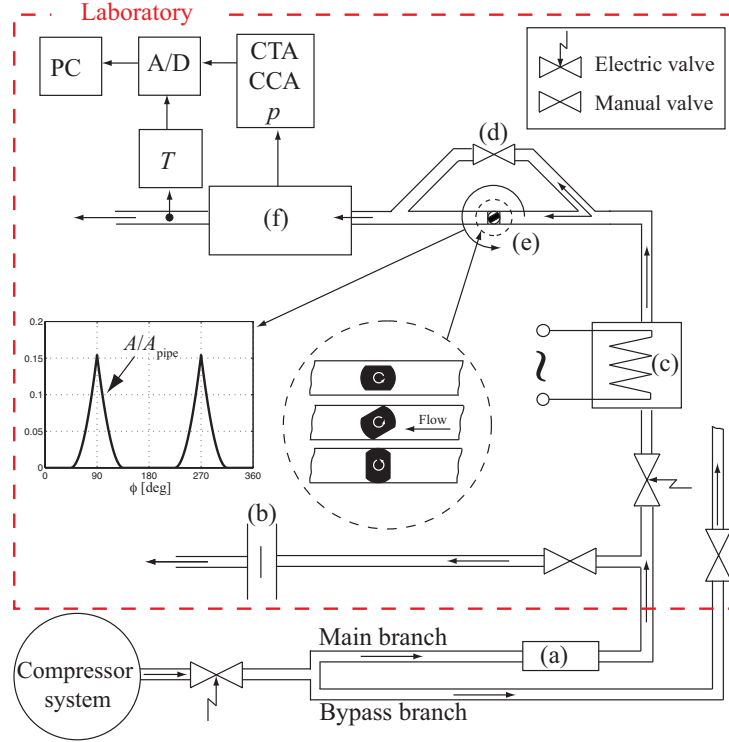 Laboratory
PC
A/D
CTA
CCA
p
T
Electric valve
Manual valve
(d)
(f)
(e)
(c)
0.2
0.15
0.1
0.05
0
0
90
180
270
360
ϕ [deg]
A/A pipe
Flow
(b)
Main branch
(a)
Compressor
system
Bypass branch